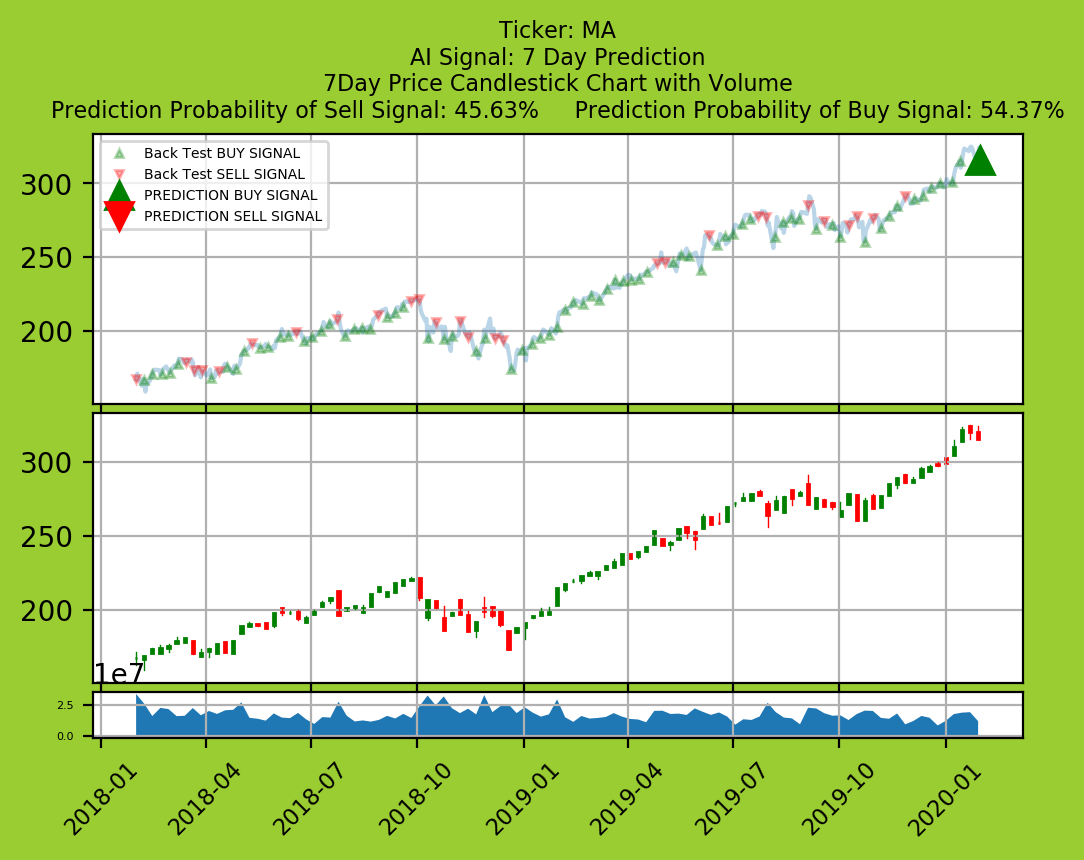 Ticker: MA
AI Signal: 7 Day Prediction
7Day Price Candlestick Chart with Volume
Prediction Probability of Sell Signal: 45.63%     Prediction Probability of Buy Signal: 54.37%
Back Test BUY SIGNAL
Back Test SELL SIGNAL
PREDICTION BUY SIGNAL
PREDICTION SELL SIGNAL
300
250
200
300
250
200
1e7
2.5
0.0
2018-01
2018-04
2018-07
2018-10
2019-01
2019-04
2019-07
2019-10
2020-01